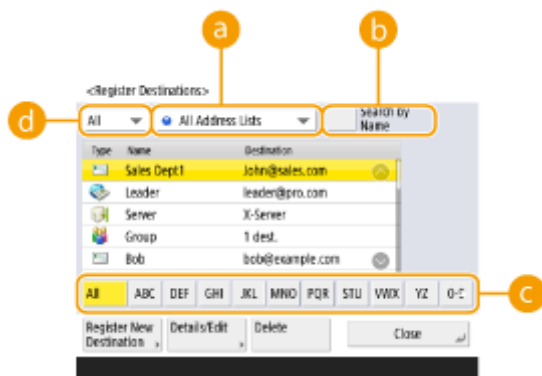 a
b
<Register Destinations>
d
All
All Address Lists
Search by
Name
Type Name Destination
Sales Dept1 John@sales.com
Leader leader@pro.com
Server X-Server
Group 1 dest.
Bob bob@example.com
All ABC DEF GHI JKL MNO PQR STU VWX YZ
C
Register New
Destination
Details/Edit
Delete
Close